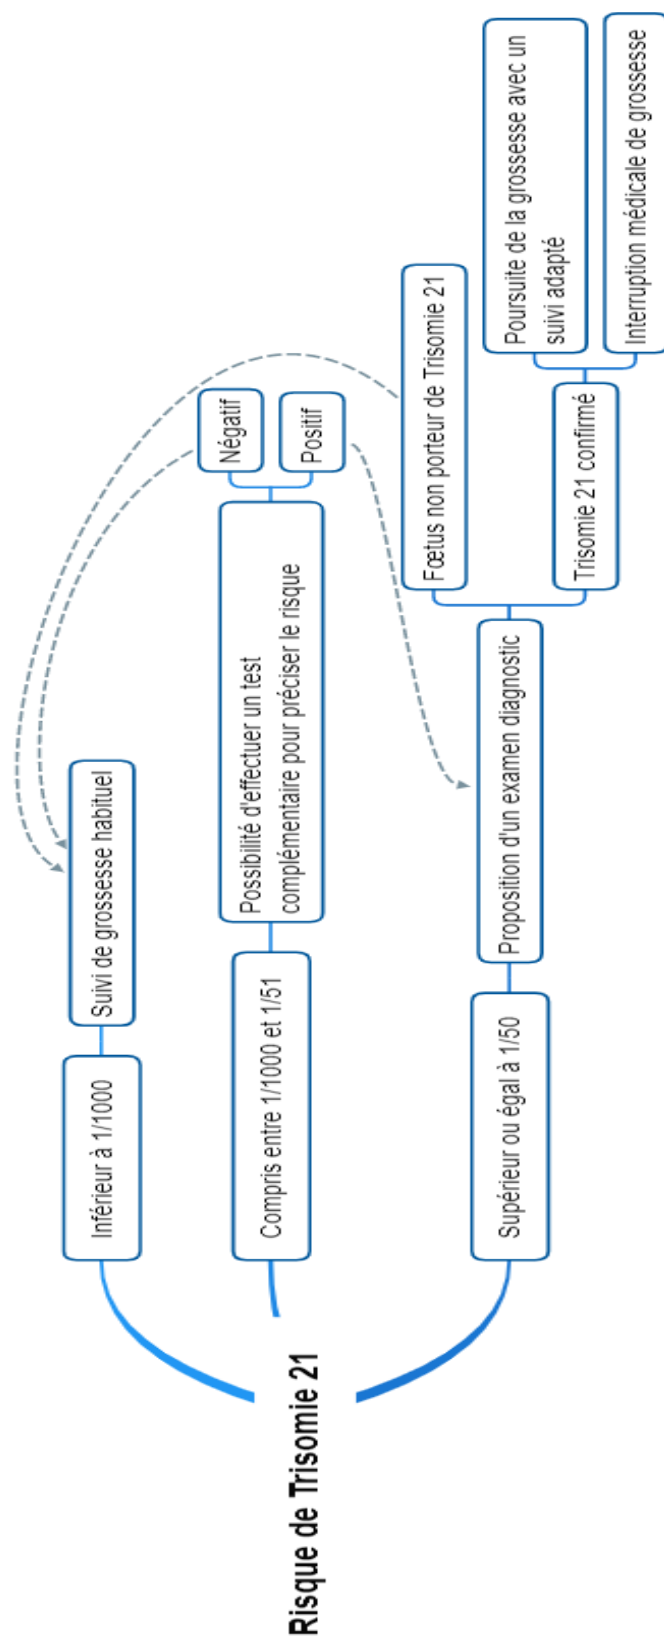 Risque de Trisomie 21
Inférieur à 1/1000
Suivi de grossesse habituel
Compris entre 1/1000 et 1/51
Possibilité d'effectuer un test
complémentaire pour préciser le risque
Négatif
Positif
Supérieur ou égal à 1/50
Proposition d'un examen diagnostic
Fœtus non porteur de Trisomie 21
Trisomie 21 confirmé
Poursuite de la grossesse avec un
suivi adapté
Interruption médicale de grossesse